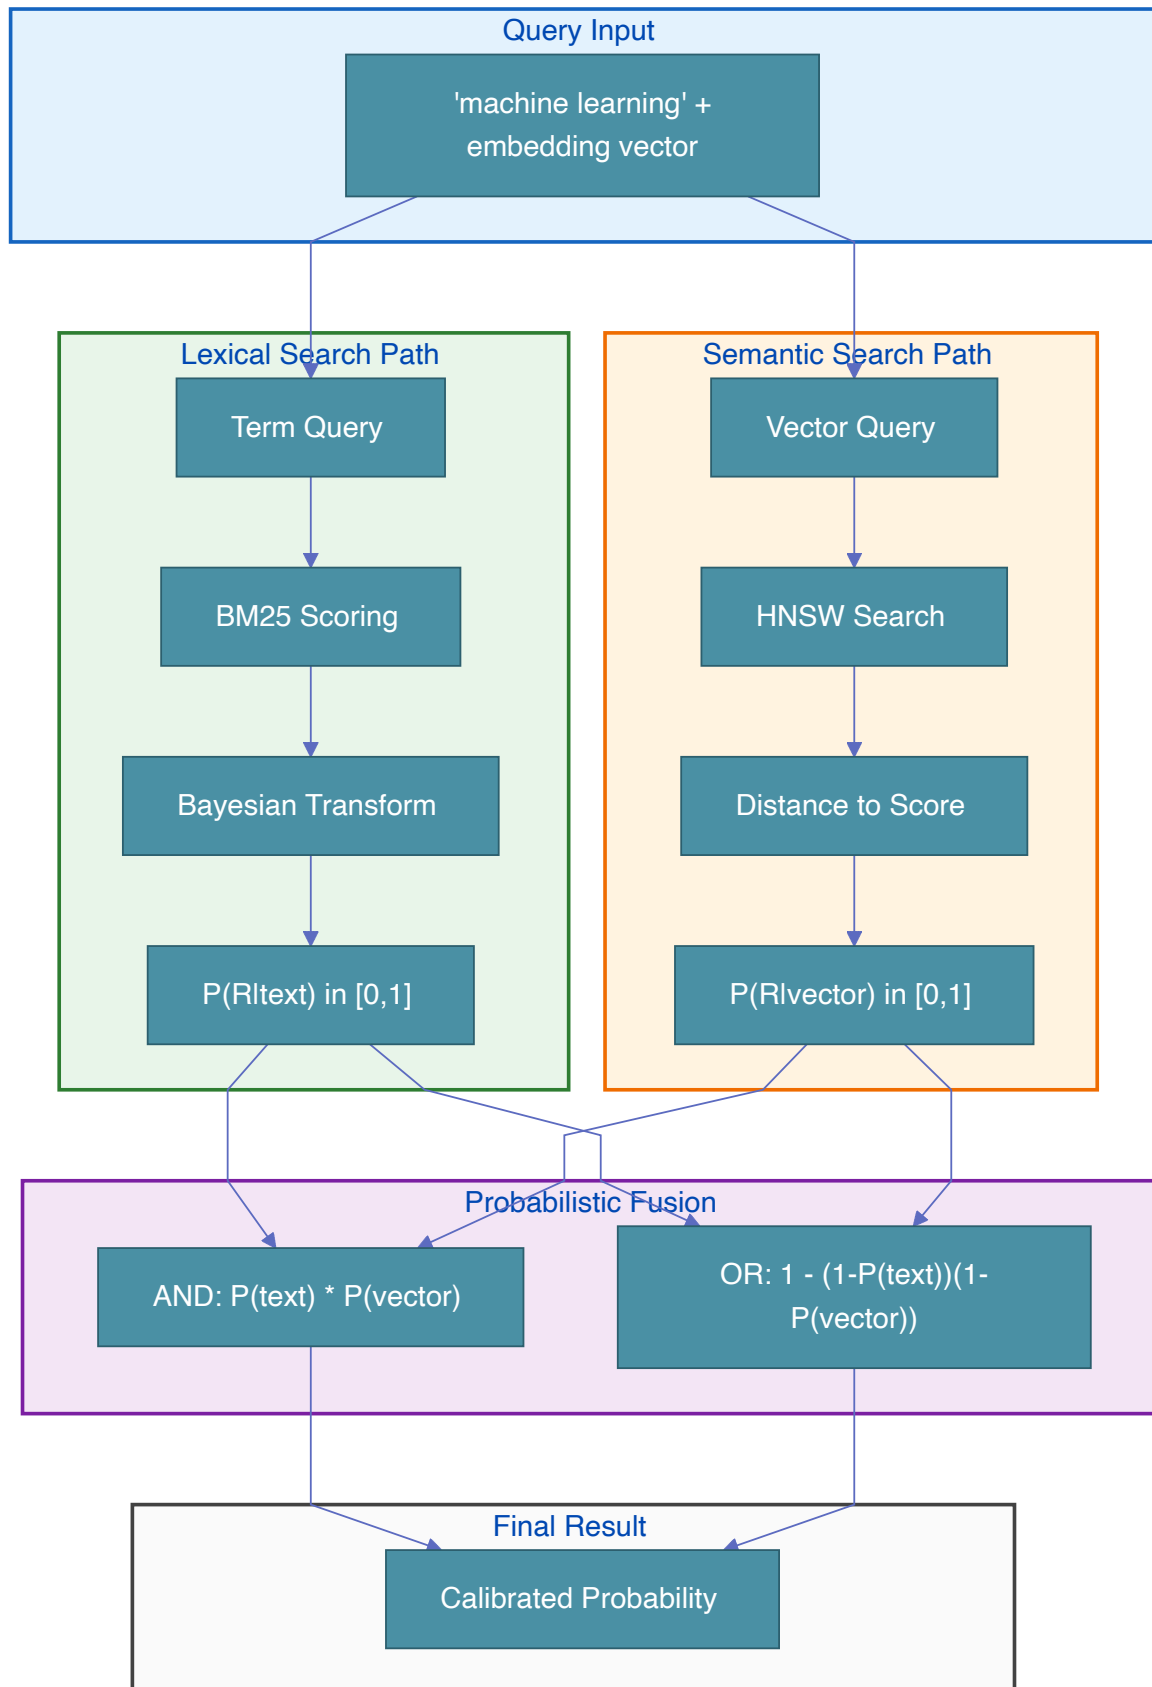 Query Input
'machine learning' +
embedding vector
Lexical Search Path
Semantic Search Path
Term Query
Vector Query
BM25 Scoring
HNSW Search
Bayesian Transform
Distance to Score
P(R|text) in [0,1]
P(R|vector) in [0,1]
Probabilistic Fusion
AND: P(text) * P(vector)
OR: 1 - (1-P(text))(1-
P(vector))
Final Result
Calibrated Probability